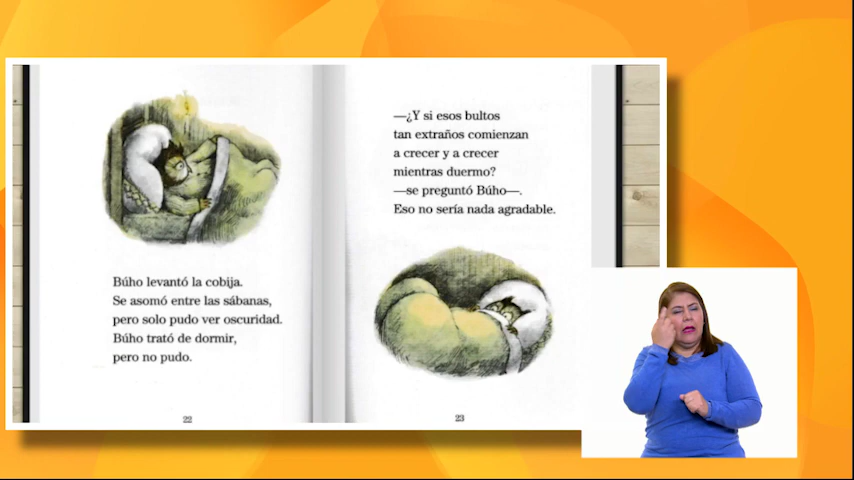 Búho levantó la cobija.
Se asomó entre las sábanas,
pero solo pudo ver oscuridad.
Búho trató de dormir,
pero no pudo.
22
—¿Y si esos bultos
tan extraños comienzan
a crecer y a crecer
mientras duermo?
—se preguntó Búho—.
Eso no sería nada agradable.
23